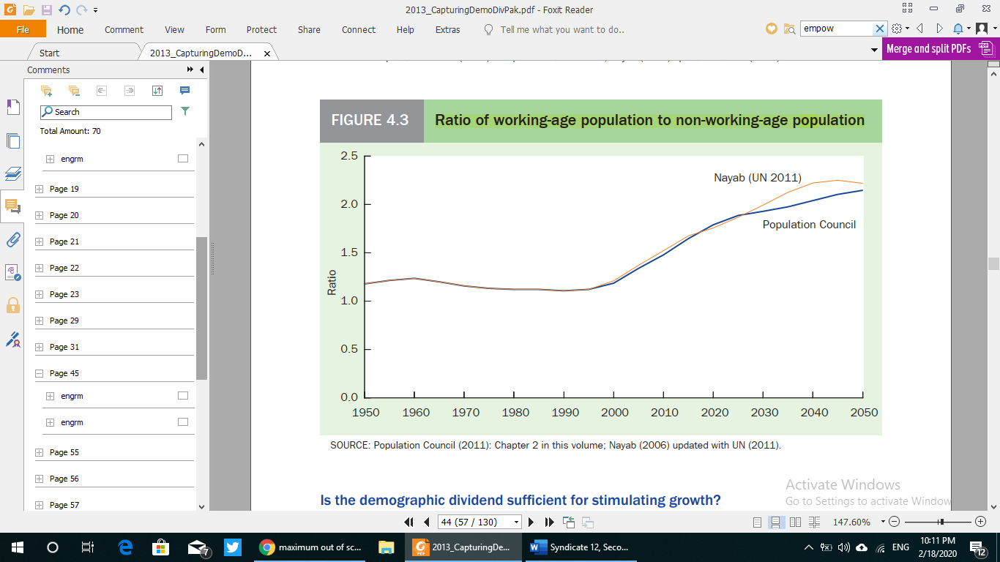 2013_CapturingDemoDivPak.pdf - Foxit Reader
File Home Comment View Form Protect Share Connect Help Extras Tell me what you want to do.. empow
Start 2013_CapturingDemoD... Merge and split PDFs
Comments
Search
Total Amount: 70
engrm
Page 19
Page 20
Page 21
Page 22
Page 23
Page 29
Page 31
Page 45
engrm
engrm
Page 55
Page 56
Page 57
FIGURE 4.3 Ratio of working-age population to non-working-age population
2.5
2.0
1.5
1.0
0.5
0.0
Ratio
Nayab (UN 2011)
Population Council
1950 1960 1970 1980 1990 2000 2010 2020 2030 2040 2050
SOURCE: Population Council (2011): Chapter 2 in this volume; Nayab (2006) updated with UN (2011).
Is the demographic dividend sufficient for stimulating growth?
Activate Windows
Go to Settings to activate Window
44 (57 / 130) 147.60%
7 maximum out of sc... PDF 2013_CapturingDe... Syndicate 12, Seco... ENG 10:11 PM
2/18/2020 12